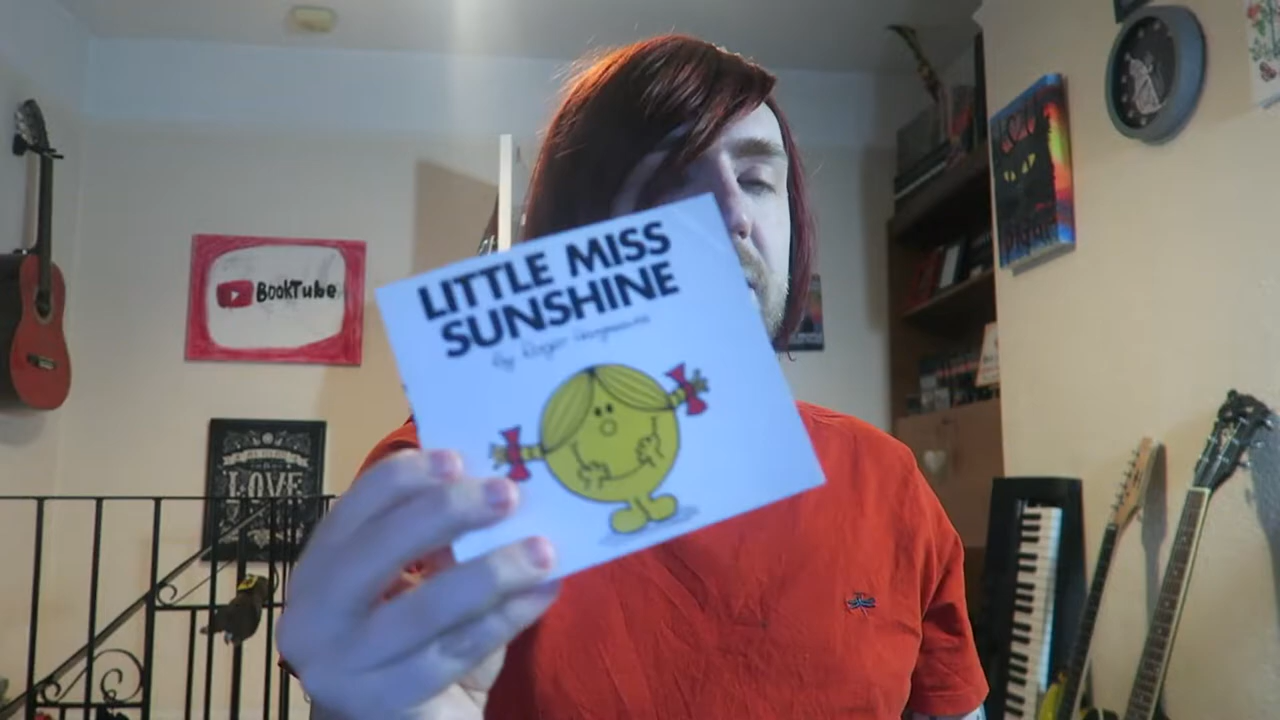 LITTLE MISS
SUNSHINE
by Roger Hargreaves
BookTube
LOVE